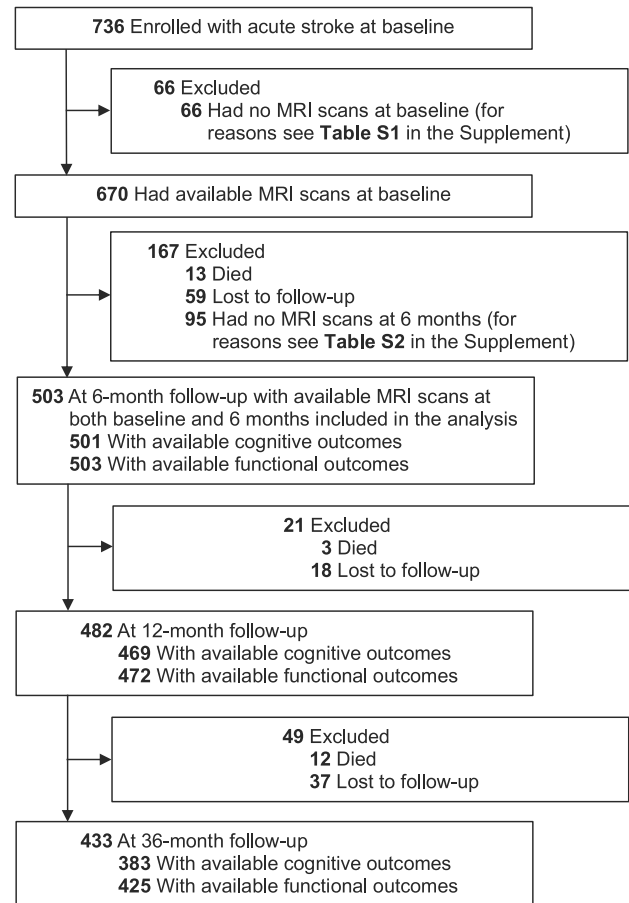 736 Enrolled with acute stroke at baseline
66 Excluded
66 Had no MRI scans at baseline (for
reasons see Table S1 in the Supplement)
670 Had available MRI scans at baseline
167 Excluded
13 Died
59 Lost to follow-up
95 Had no MRI scans at 6 months (for
reasons see Table S2 in the Supplement)
503 At 6-month follow-up with available MRI scans at
both baseline and 6 months included in the analysis
501 With available cognitive outcomes
503 With available functional outcomes
21 Excluded
3 Died
18 Lost to follow-up
482 At 12-month follow-up
469 With available cognitive outcomes
472 With available functional outcomes
49 Excluded
12 Died
37 Lost to follow-up
433 At 36-month follow-up
383 With available cognitive outcomes
425 With available functional outcomes